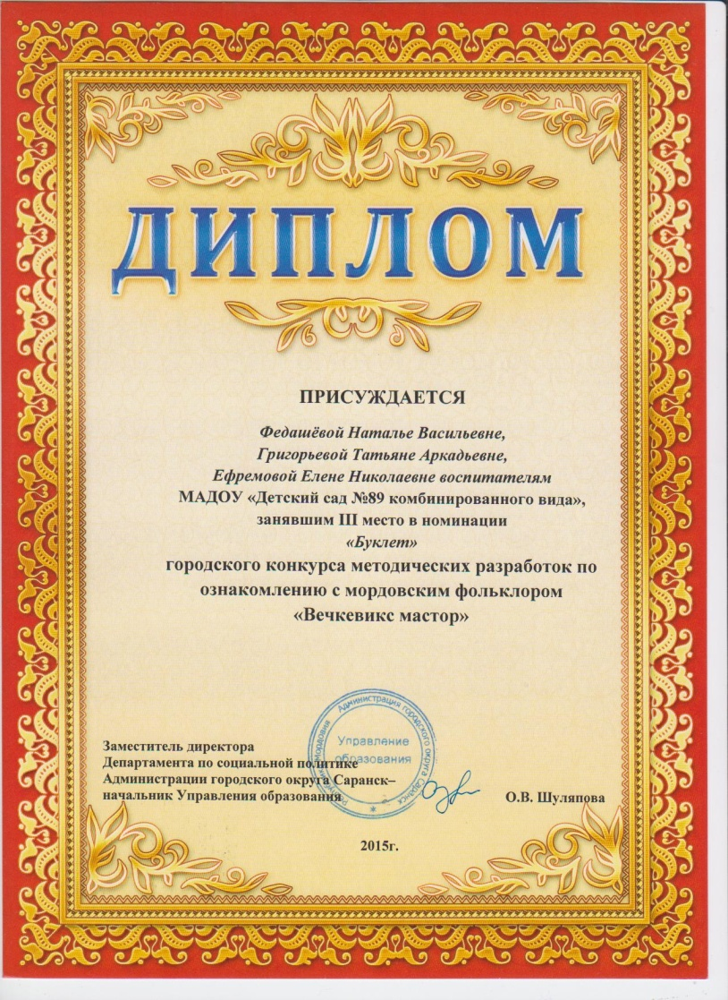 ДИПЛОМ
ПРИСУЖДАЕТСЯ
Федашёвой Наталье Васильевне,
Григорьевой Татьяне Аркадьевне,
Ефремовой Елене Николаевне воспитателям
МАДОУ «Детский сад №89 комбинированного вида»,
занявшим III место в номинации
«Буклет»
городского конкурса методических разработок по
ознакомлению с мордовским фольклором
«Вечкевикс мастор»
Республика Мордовия Администрация городского округа Саранск
Управление
образования
Заместитель директора
Департамента по социальной политике
Администрации городского округа Саранск–
начальник Управления образования О.В. Шуляпова
2015г.